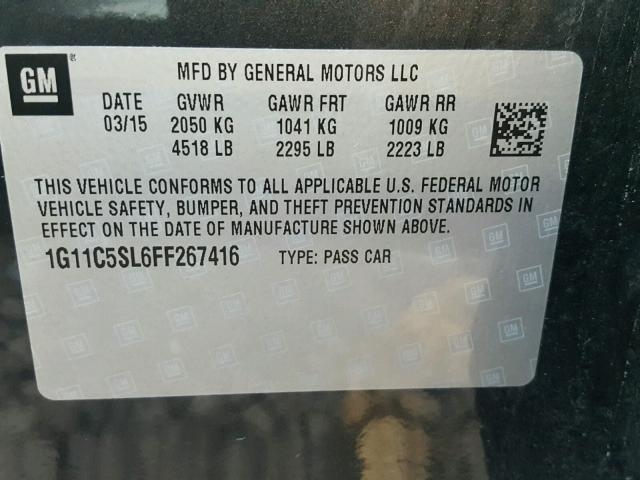 GM
MFD BY GENERAL MOTORS LLC
DATE GVWR GAWR FRT GAWR RR
03/15 2050 KG 1041 KG 1009 KG
4518 LB 2295 LB 2223 LB
THIS VEHICLE CONFORMS TO ALL APPLICABLE U.S. FEDERAL MOTOR
VEHICLE SAFETY, BUMPER, AND THEFT PREVENTION STANDARDS IN
EFFECT ON THE DATE OF MANUFACTURE SHOWN ABOVE.
1G11C5SL6FF267416 TYPE: PASS CAR